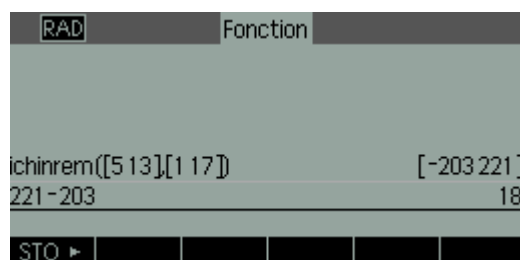 RAD Fonction
ichinrem([5 13],[1 17]) [-203 221]
221-203 18
STO ►